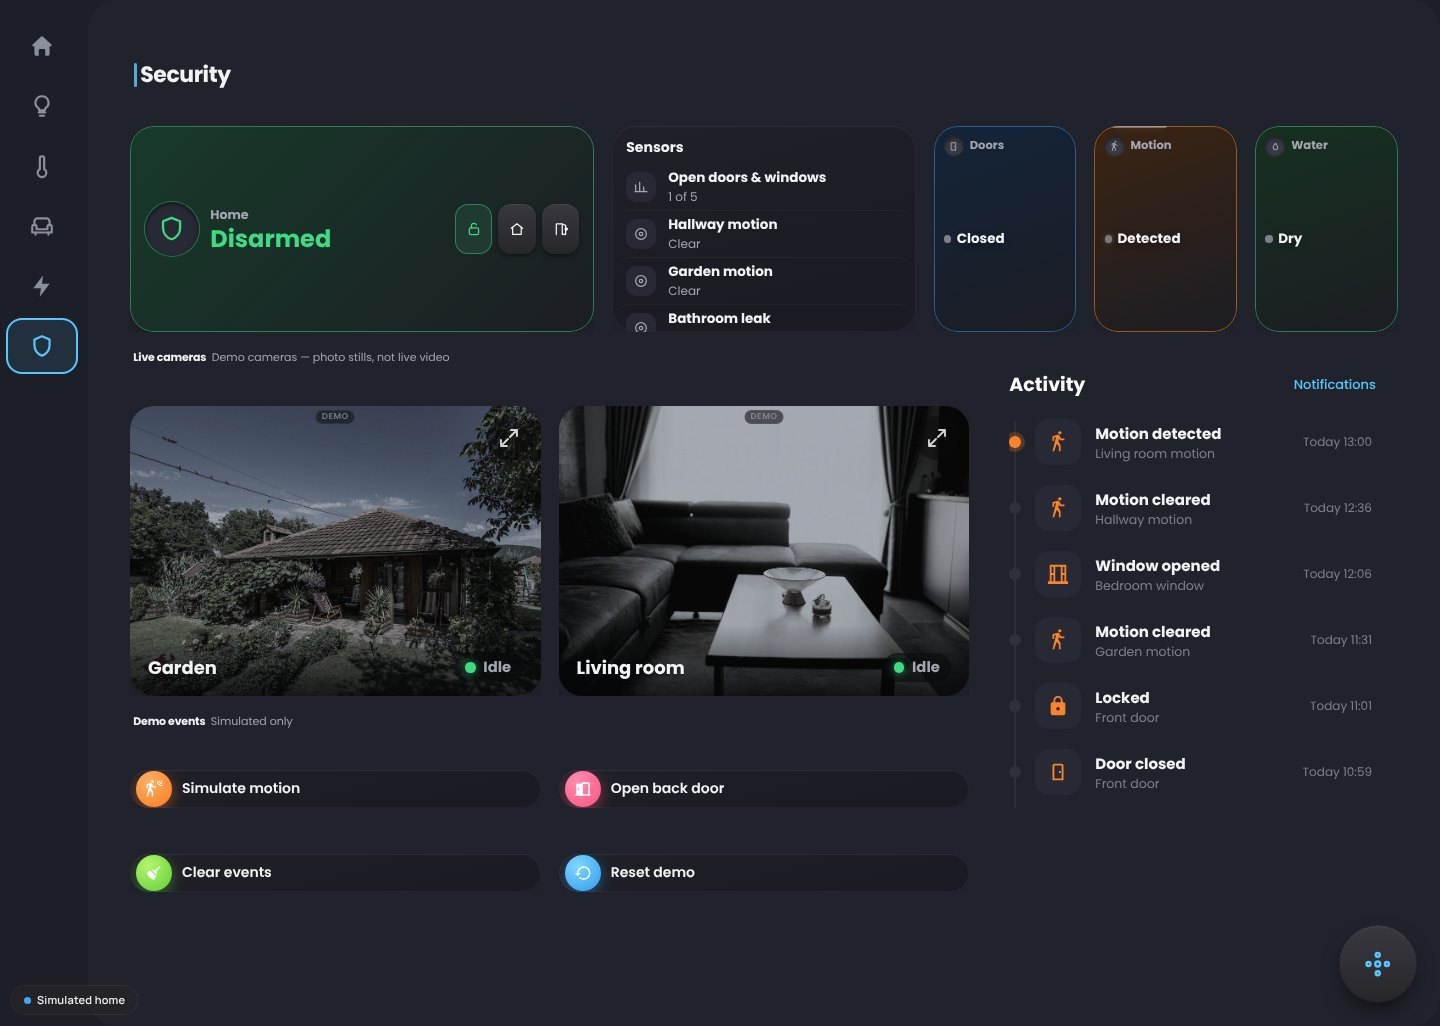 Security
Home
Disarmed
Sensors
Open doors & windows
1 of 5
Hallway motion
Clear
Garden motion
Clear
Bathroom leak
Doors
Closed
Motion
Detected
Water
Dry
Live cameras Demo cameras — photo stills, not live video
DEMO
Garden
Idle
DEMO
Living room
Idle
Demo events Simulated only
Simulate motion
Open back door
Clear events
Reset demo
Activity
Notifications
Motion detected
Living room motion
Today 13:00
Motion cleared
Hallway motion
Today 12:36
Window opened
Bedroom window
Today 12:06
Motion cleared
Garden motion
Today 11:31
Locked
Front door
Today 11:01
Door closed
Front door
Today 10:59
Simulated home